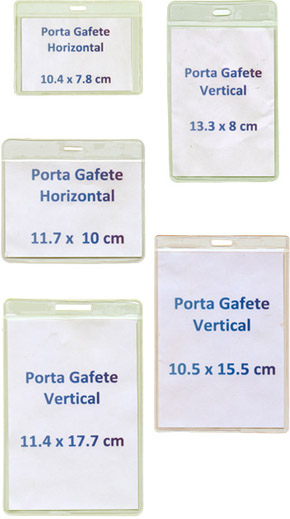 Porta Gafete
Horizontal
10.4 x 7.8 cm
Porta Gafete
Vertical
13.3 x 8 cm
Porta Gafete
Horizontal
11.7 x 10 cm
Porta Gafete
Vertical
10.5 x 15.5 cm
Porta Gafete
Vertical
11.4 x 17.7 cm